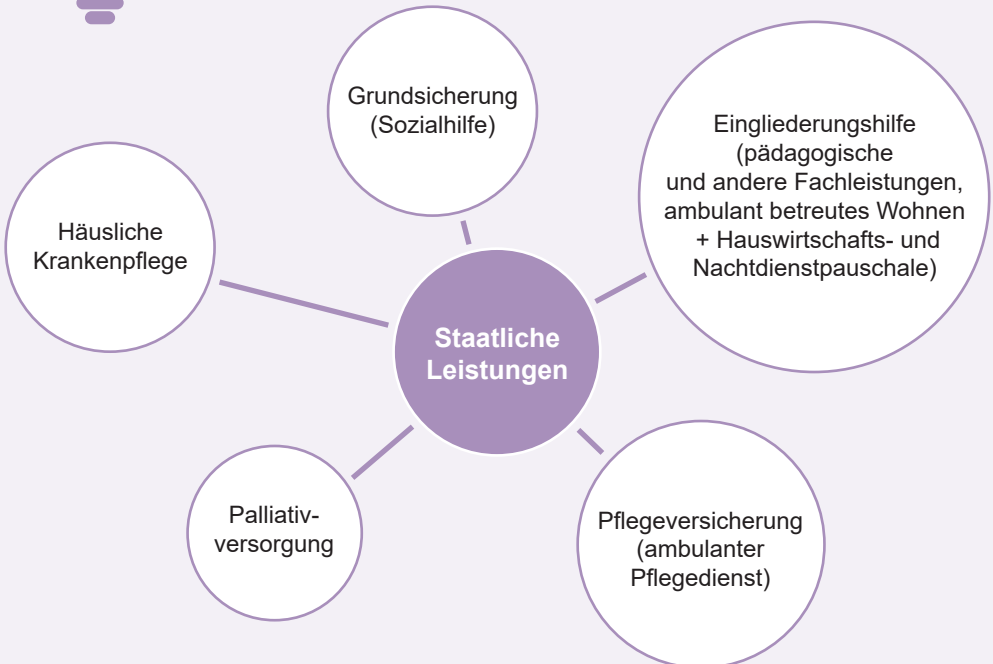 Grundsicherung
(Sozialhilfe)
Eingliederungshilfe
(pädagogische
und andere Fachleistungen,
ambulant betreutes Wohnen
+ Hauswirtschafts- und
Nachtdienstpauschale)
Häusliche
Krankenpflege
Staatliche
Leistungen
Palliativ-
versorgung
Pflegeversicherung
(ambulanter
Pflegedienst)